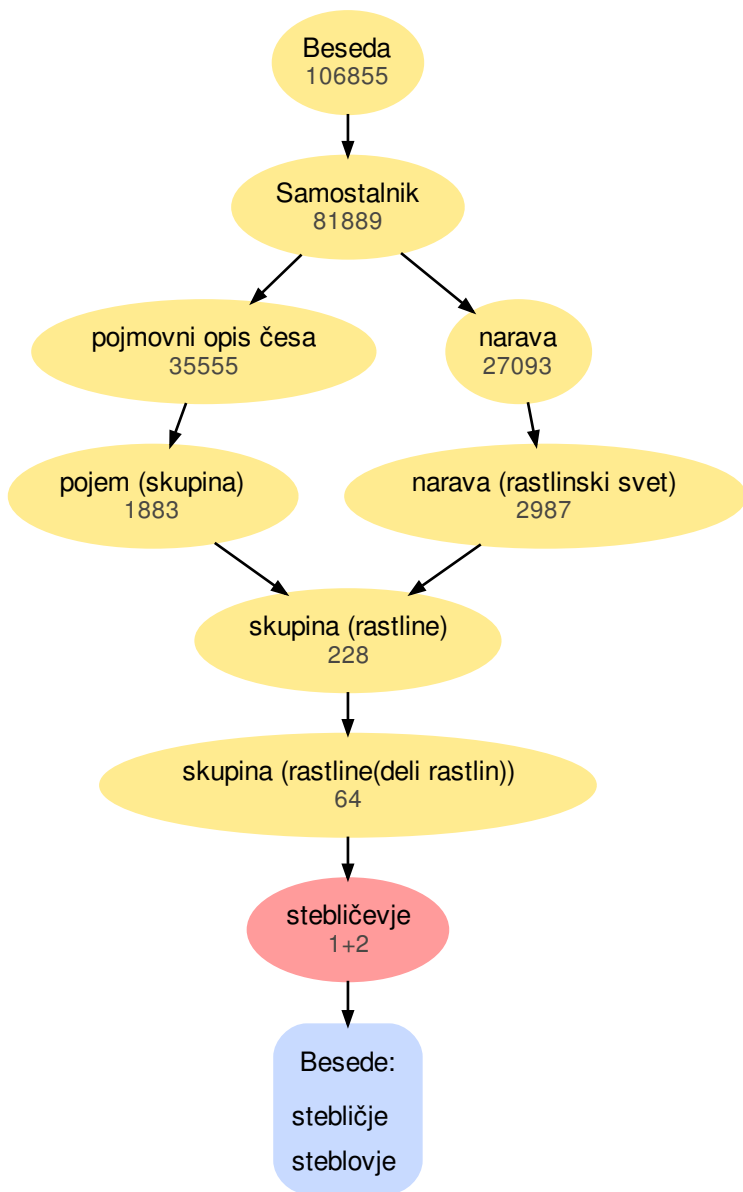 Beseda
106855
Samostalnik
81889
pojmovni opis česa
35555
narava
27093
pojem (skupina)
1883
narava (rastlinski svet)
2987
skupina (rastline)
228
skupina (rastline(deli rastlin))
64
stebličevje
1+2
Besede:
stebličje
steblovje